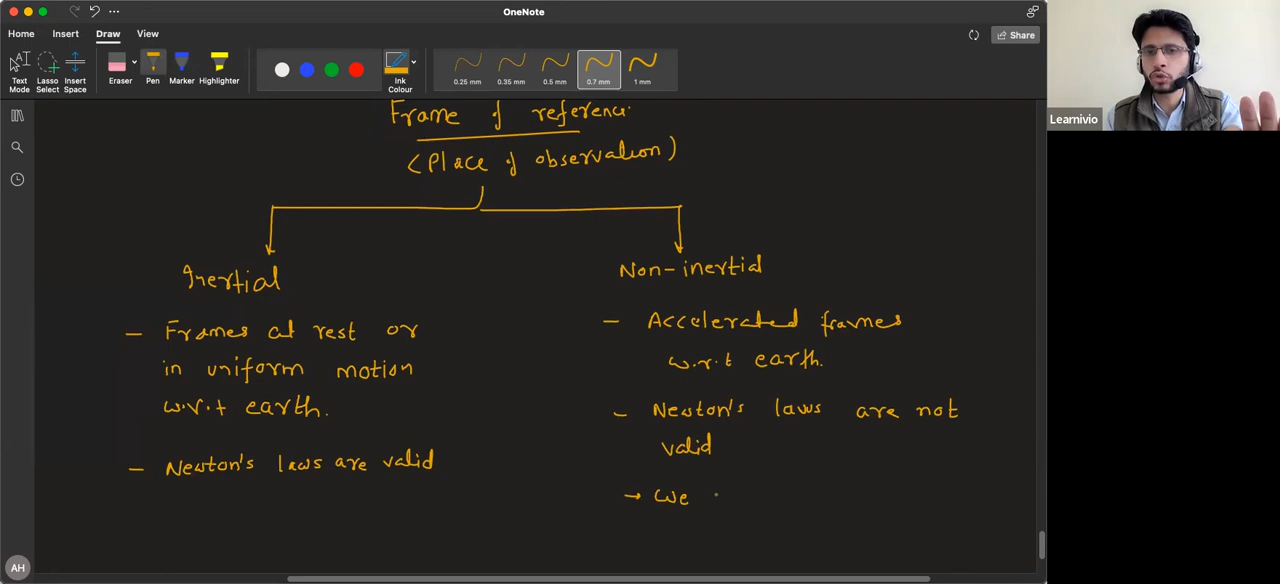 OneNote
Home Insert Draw View
Share
Text Mode
Lasso Select
Insert Space
Eraser
Pen
Marker
Highlighter
Ink Colour
0.25 mm
0.35 mm
0.5 mm
0.7 mm
1 mm
Learnivio
Frame of reference
(Place of observation)
Inertial
- Frames at rest or
in uniform motion
w.r.t earth.
- Newton's laws are valid
Non-inertial
- Accelerated frames
w.r.t earth.
- Newton's laws are not
valid
→ We
AH